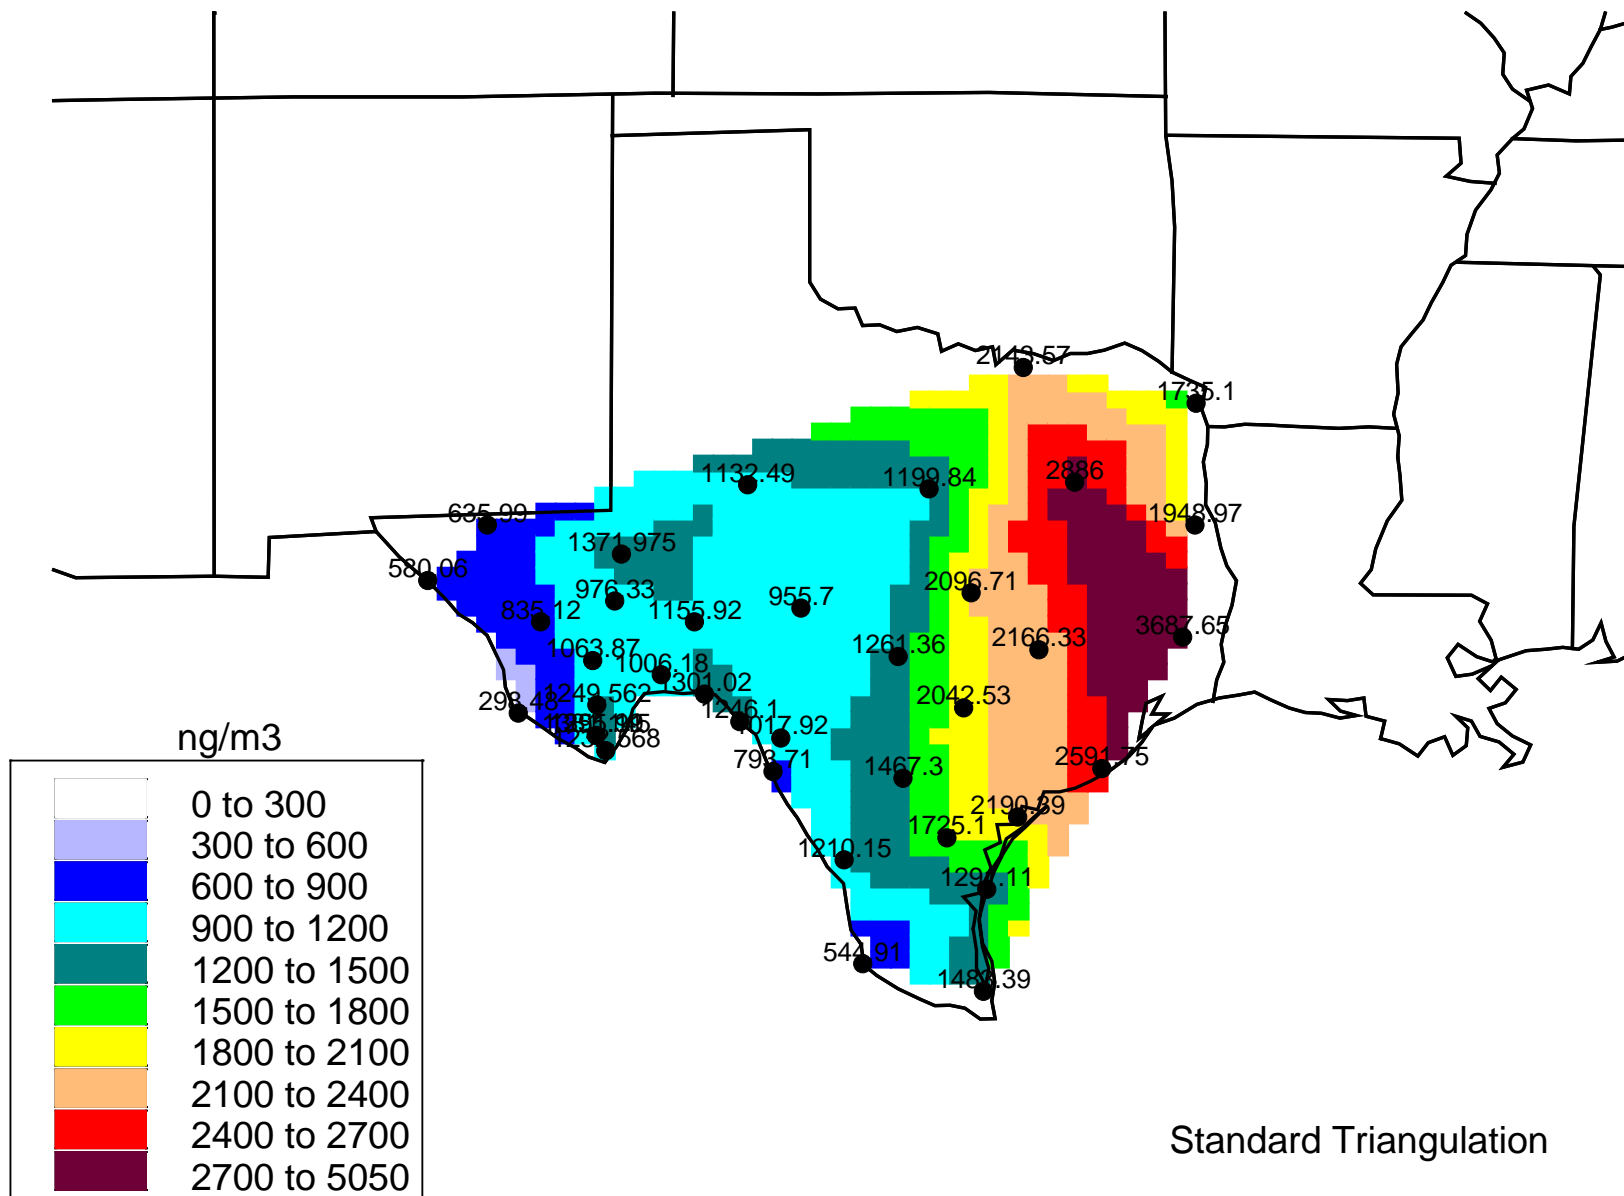 2143.57
1735.1
1132.49
1199.84
2886
635.99
1948.97
1371.975
580.06
976.33
955.7
2096.71
835.12
1155.92
3687.65
1063.87
1261.36
2166.33
1006.18
1301.02
1249.562
298.48
1246.1
2042.53
1017.92
793.71
1467.3
2591.75
2190.39
1725.1
1210.15
544.91
1483.39
ng/m3
0 to 300
300 to 600
600 to 900
900 to 1200
1200 to 1500
1500 to 1800
1800 to 2100
2100 to 2400
2400 to 2700
2700 to 5050
Standard Triangulation